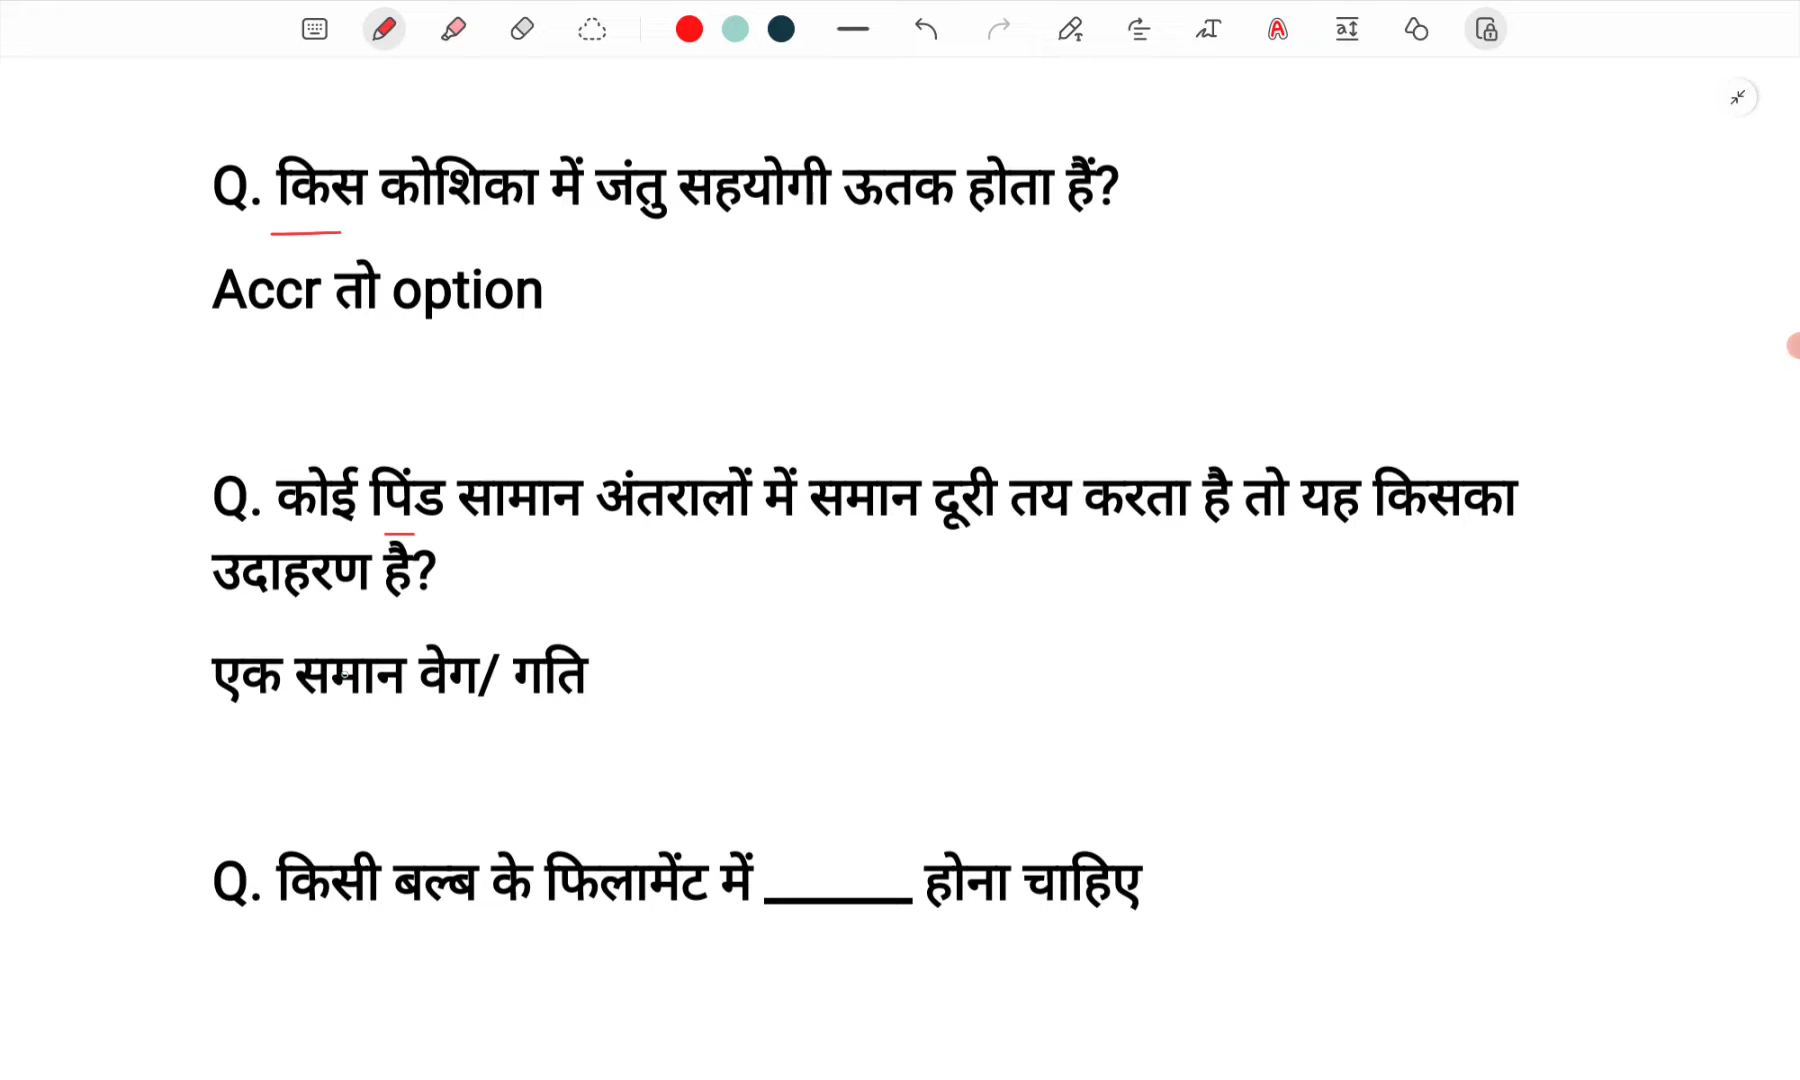 Q. किस कोशिका में जंतु सहयोगी ऊतक होता हैं?
Accr तो option
Q. कोई पिंड सामान अंतरालों में समान दूरी तय करता है तो यह किसका
उदाहरण है?
एक समान वेग/ गति
Q. किसी बल्ब के फिलामेंट में ______ होना चाहिए